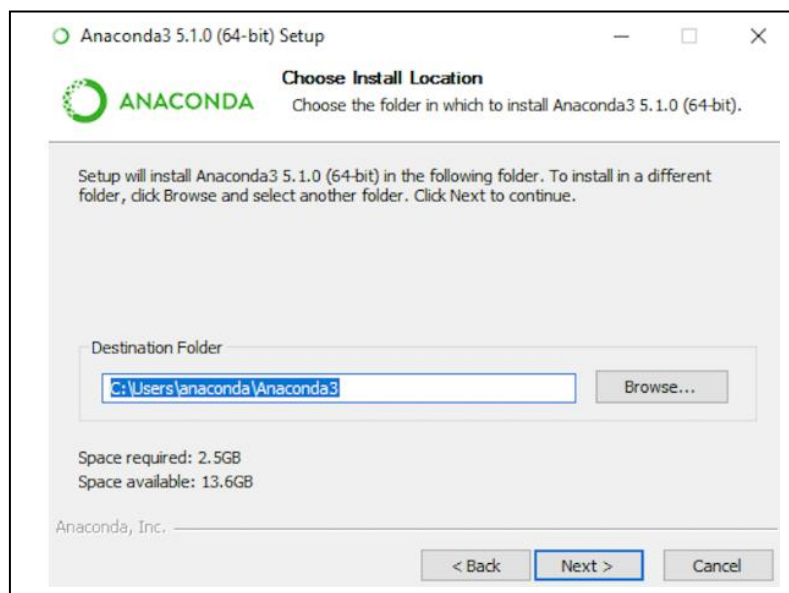 Anaconda3 5.1.0 (64-bit) Setup
Choose Install Location
ANACONDA
Choose the folder in which to install Anaconda3 5.1.0 (64-bit).
Setup will install Anaconda3 5.1.0 (64-bit) in the following folder. To install in a different
folder, click Browse and select another folder. Click Next to continue.
Destination Folder
C:\Users\anaconda\Anaconda3
Browse...
Space required: 2.5GB
Space available: 13.6GB
Anaconda, Inc.
< Back
Next >
Cancel